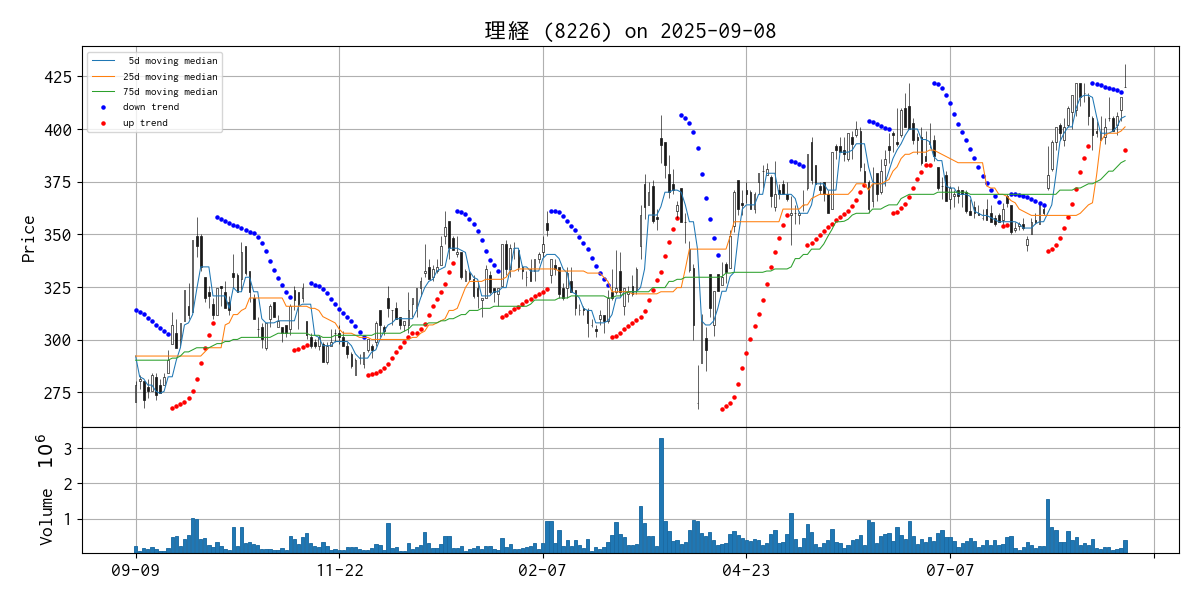 理経 (8226) on 2025-09-08
5d moving median
25d moving median
75d moving median
down trend
up trend
Price
425
400
375
350
325
300
275
Volume 10^6
3
2
1
09-09 11-22 02-07 04-23 07-07